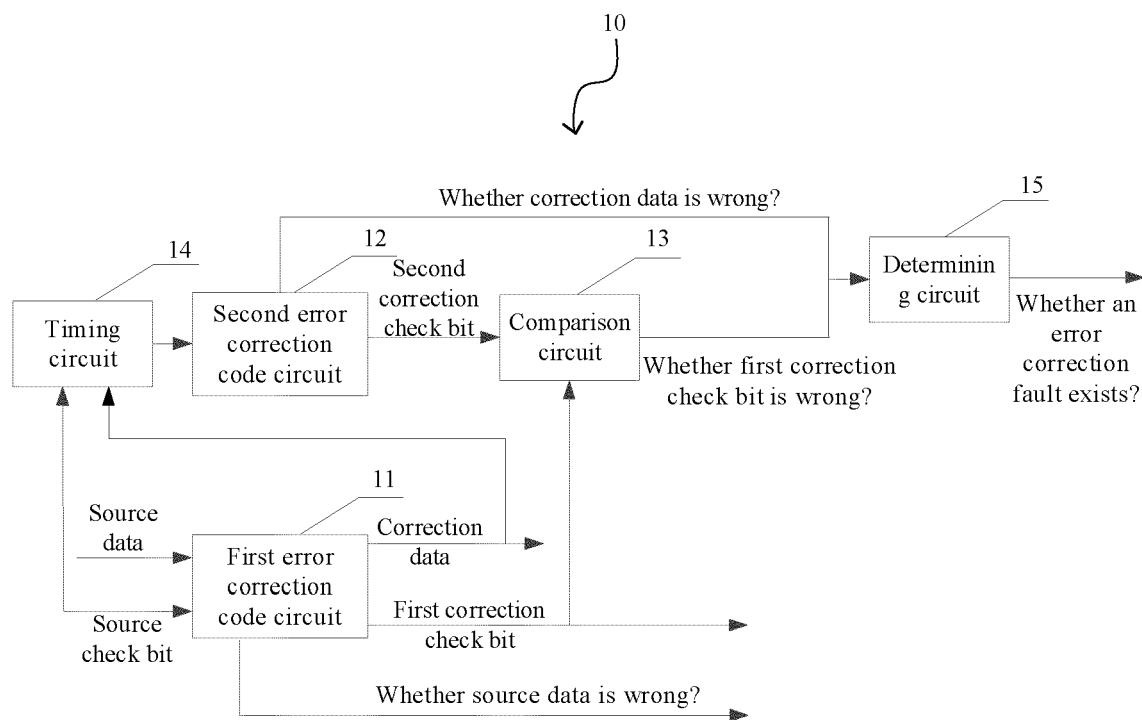 10
Whether correction data is wrong?
15
14
12
13
Second
correction
check bit
Determinin
g circuit
Timing
circuit
Second error
correction
code circuit
Comparison
circuit
Whether an
error
correction
fault exists?
Whether first correction
check bit is wrong?
11
Source
data
Correction
data
First error
correction
code circuit
Source
check bit
First correction
check bit
Whether source data is wrong?